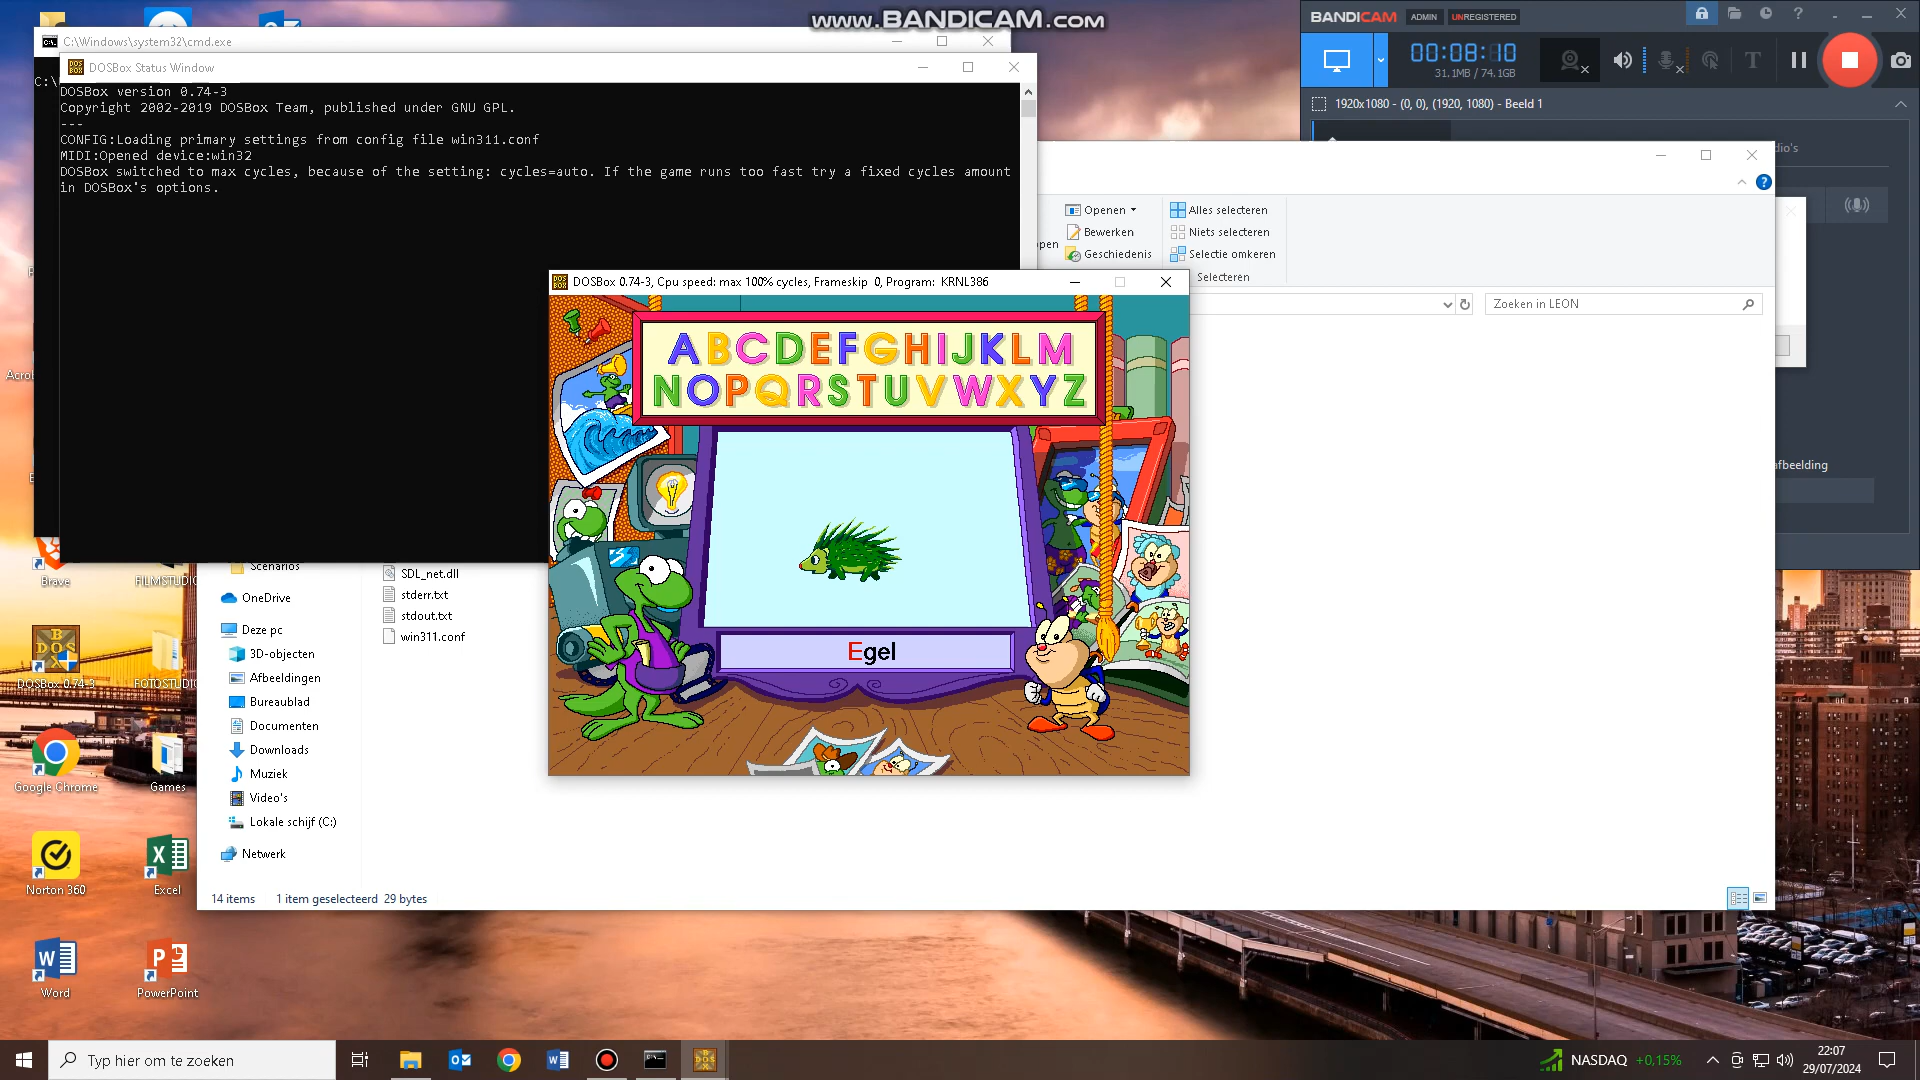 www.BANDICAM.com
BANDICAM ADMIN UNREGISTERED
00:08:10
31.1MB / 74.1GB
1920x1080 - (0, 0), (1920, 1080) - Beeld 1
C:\Windows\system32\cmd.exe
C:\
DOSBox Status Window
DOSBox version 0.74-3
Copyright 2002-2019 DOSBox Team, published under GNU GPL.
---
CONFIG:Loading primary settings from config file win311.conf
MIDI:Opened device:win32
DOSBox switched to max cycles, because of the setting: cycles=auto. If the game runs too fast try a fixed cycles amount
in DOSBox's options.
Openen
Bewerken
Geschiedenis
Alles selecteren
Niets selecteren
Selectie omkeren
Selecteren
Zoeken in LEON
DOSBox 0.74-3, Cpu speed: max 100% cycles, Frameskip 0, Program: KRNL386
ABCDEFGHIJKLM
NOPQRSTUVWXYZ
Egel
Scenarios
OneDrive
Deze pc
3D-objecten
Afbeeldingen
Bureaublad
Documenten
Downloads
Muziek
Video's
Lokale schijf (C:)
Netwerk
SDL_net.dll
stderr.txt
stdout.txt
win311.conf
14 items 1 item geselecteerd 29 bytes
Brave
DOSBox 0.74-3
Google Chrome
Games
Norton 360
Excel
Word
PowerPoint
Typ hier om te zoeken
NASDAQ +0,15%
22:07
29/07/2024